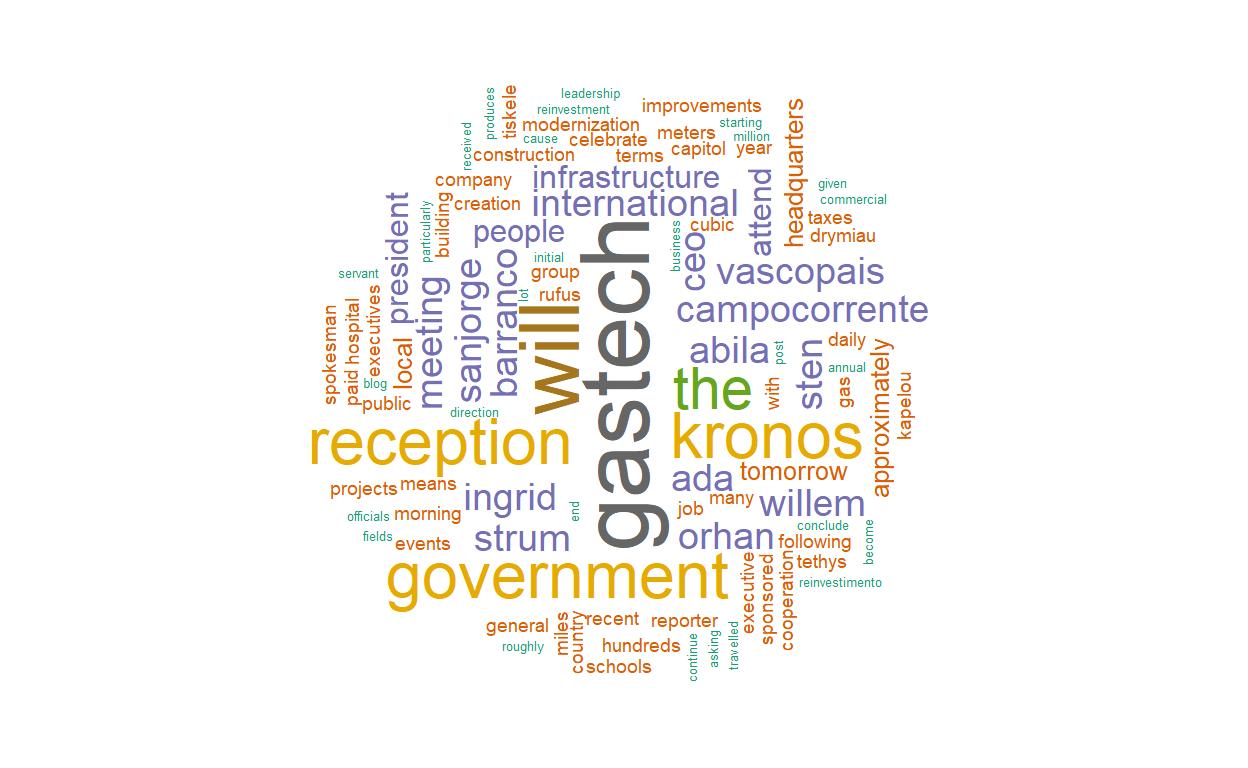 leadership
produces
tiskele
reinvestment
improvements
modernization
starting
received
cause
celebrate
meters
million
headquarters
construction
terms
capitol
year
company
infrastructure
attend
given
creation
international
commercial
president
particularly
building
people
cubic
taxes
business
drymiau
ceo
gastech
servant
initial
group
vascopais
meeting
sanjorge
barranco
lot
rufus
will
campocorrente
spokesman
paid
hospital
executives
local
abila
post
sten
daily
approximately
blog
annual
public
the
with
gas
kapelou
direction
reception
kronos
projects
means
ingrid
ada
tomorrow
many
willem
officials
morning
end
job
fields
events
strum
orhan
conclude
following
become
tethys
government
executive
sponsored
cooperation
reinvestimento
general
miles
country
recent
reporter
roughly
hundreds
continue
asking
travelled
schools